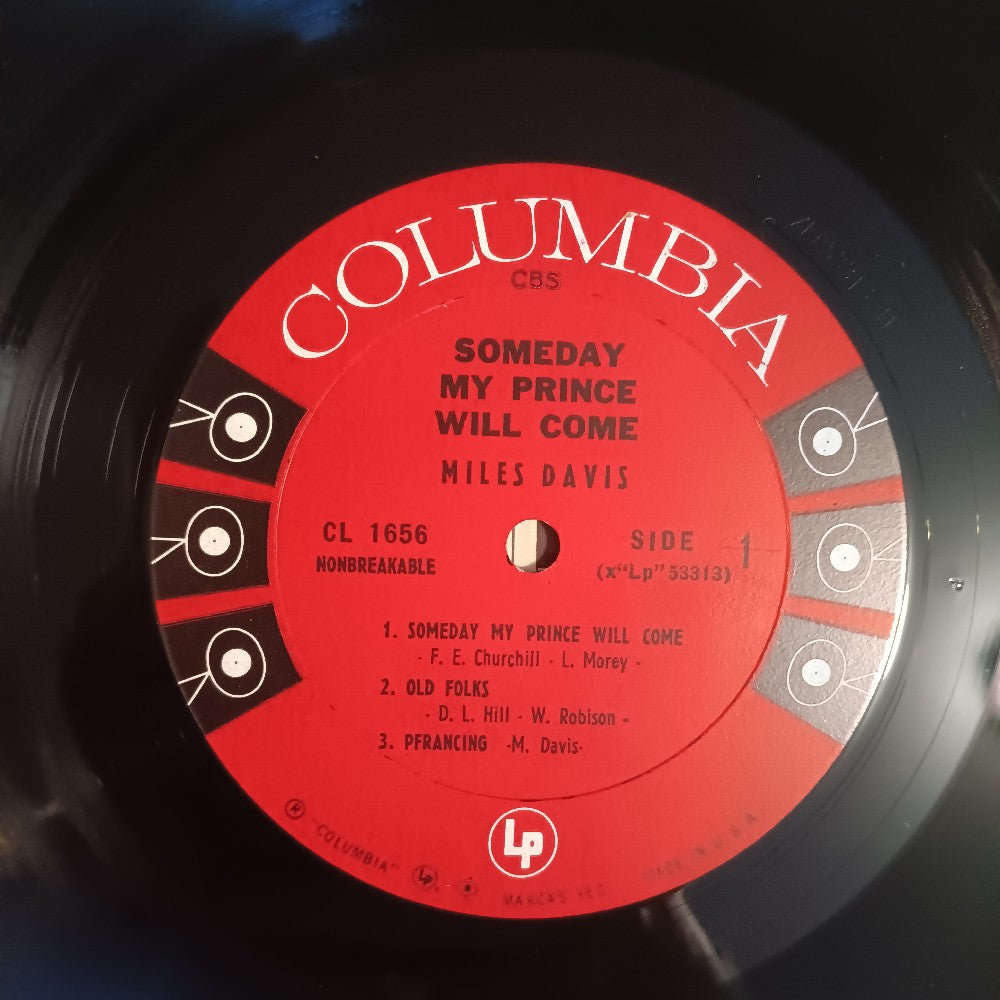 COLUMBIA
CBS
SOMEDAY
MY PRINCE
WILL COME
MILES DAVIS
CL 1656
NONBREAKABLE
SIDE 1
(x"Lp" 53313)
1. SOMEDAY MY PRINCE WILL COME
- F. E. Churchill - L. Morey -
2. OLD FOLKS
- D. L. Hill - W. Robison -
3. PFRANCING -M. Davis-
LP
® "COLUMBIA" LP MARCAS MADE IN U.S.A.